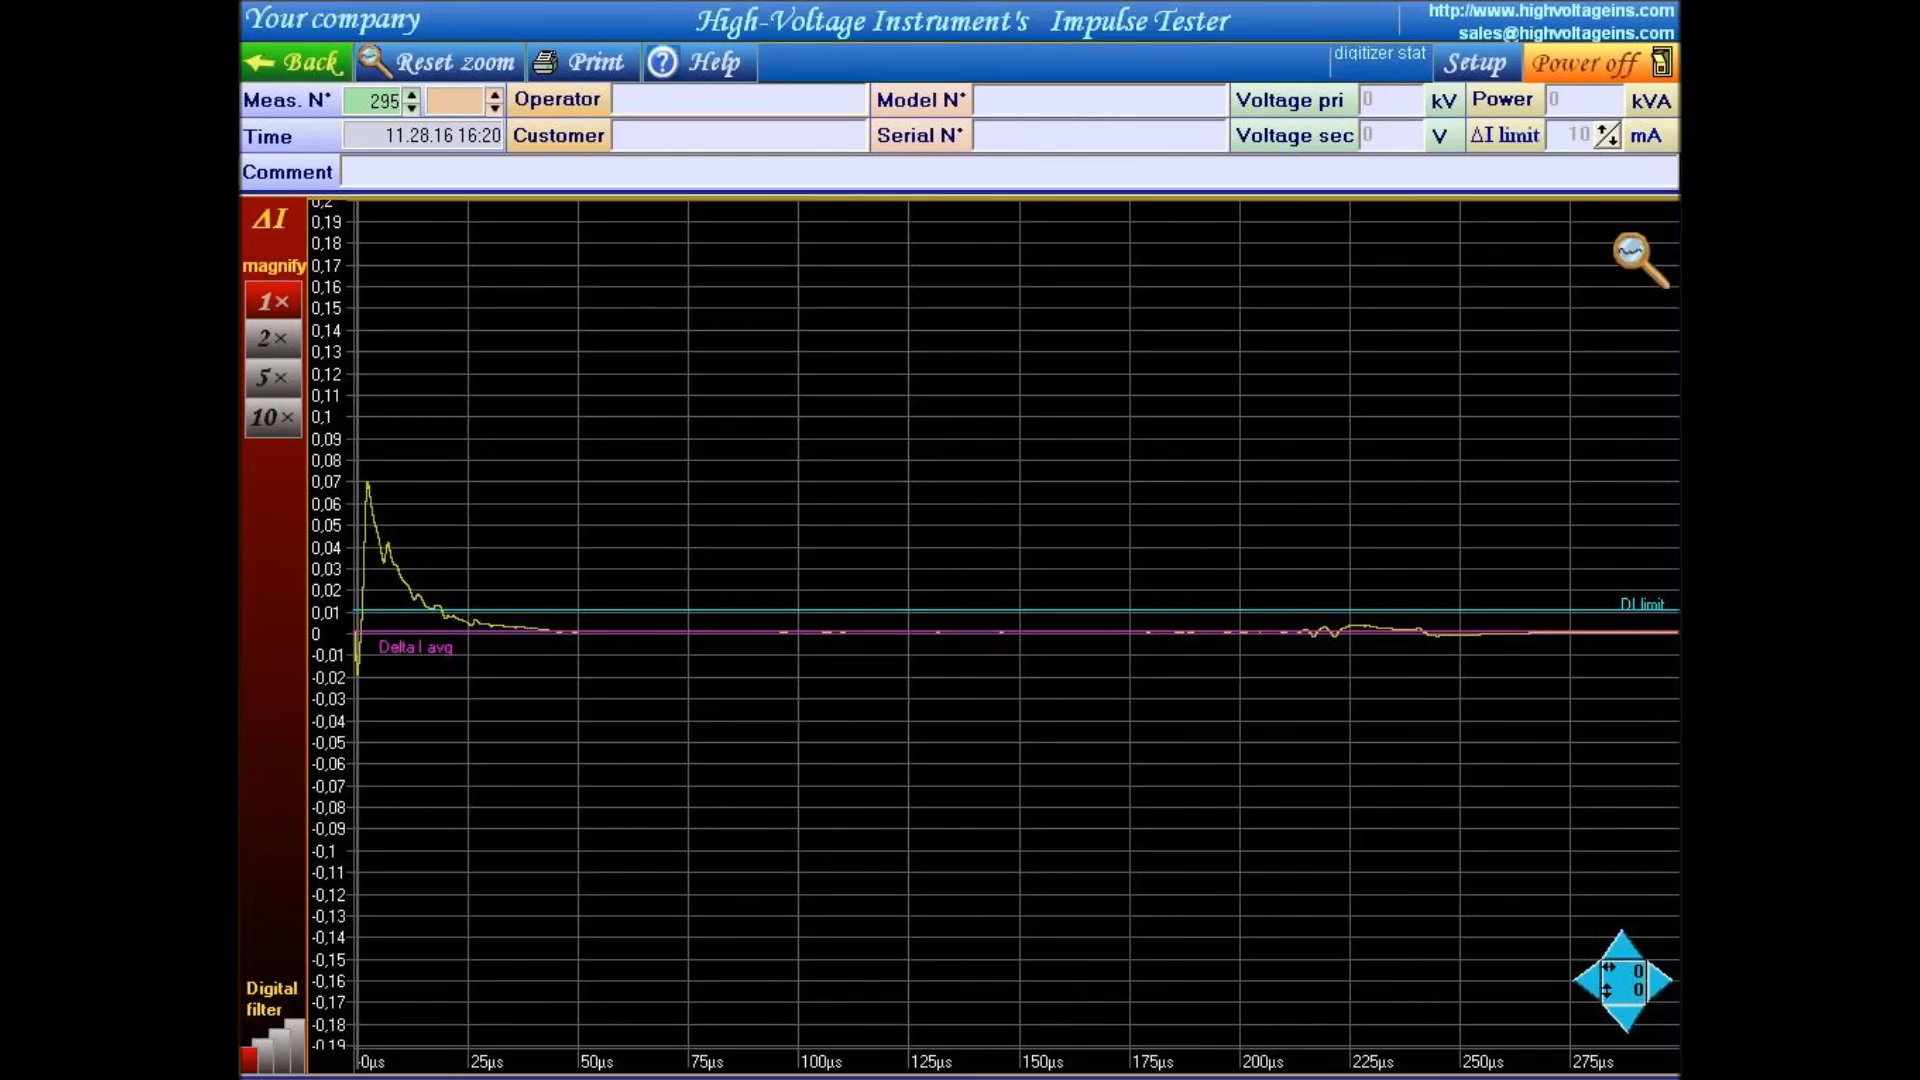 Your company
High-Voltage Instrument's Impulse Tester
http://www.highvoltageins.com
sales@highvoltageins.com
Back
Reset zoom
Print
? Help
digitizer stat
Setup
Power off
Meas. N° 295
Operator
Model N°
Voltage pri 0 kV
Power 0 kVA
Time 11.28.16 16:20
Customer
Serial N°
Voltage sec 0 V
ΔI limit 10 mA
Comment
ΔI
magnify
1×
2×
5×
10×
0,2
0,19
0,18
0,17
0,16
0,15
0,14
0,13
0,12
0,11
0,1
0,09
0,08
0,07
0,06
0,05
0,04
0,03
0,02
0,01
0
-0,01
-0,02
-0,03
-0,04
-0,05
-0,06
-0,07
-0,08
-0,09
-0,1
-0,11
-0,12
-0,13
-0,14
-0,15
-0,16
-0,17
-0,18
-0,19
DI limit
Delta I avg
0
0
Digital
filter
0µs 25µs 50µs 75µs 100µs 125µs 150µs 175µs 200µs 225µs 250µs 275µs